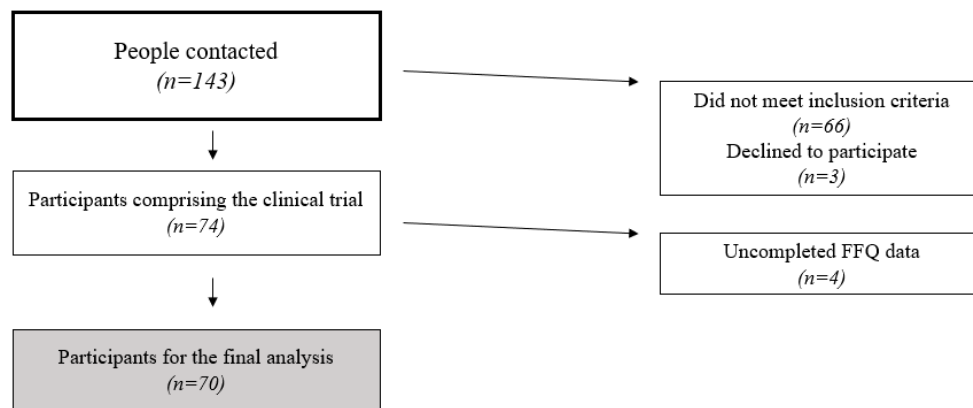 People contacted
(n=143)
Did not meet inclusion criteria
(n=66)
Declined to participate
(n=3)
Participants comprising the clinical trial
(n=74)
Uncompleted FFQ data
(n=4)
Participants for the final analysis
(n=70)